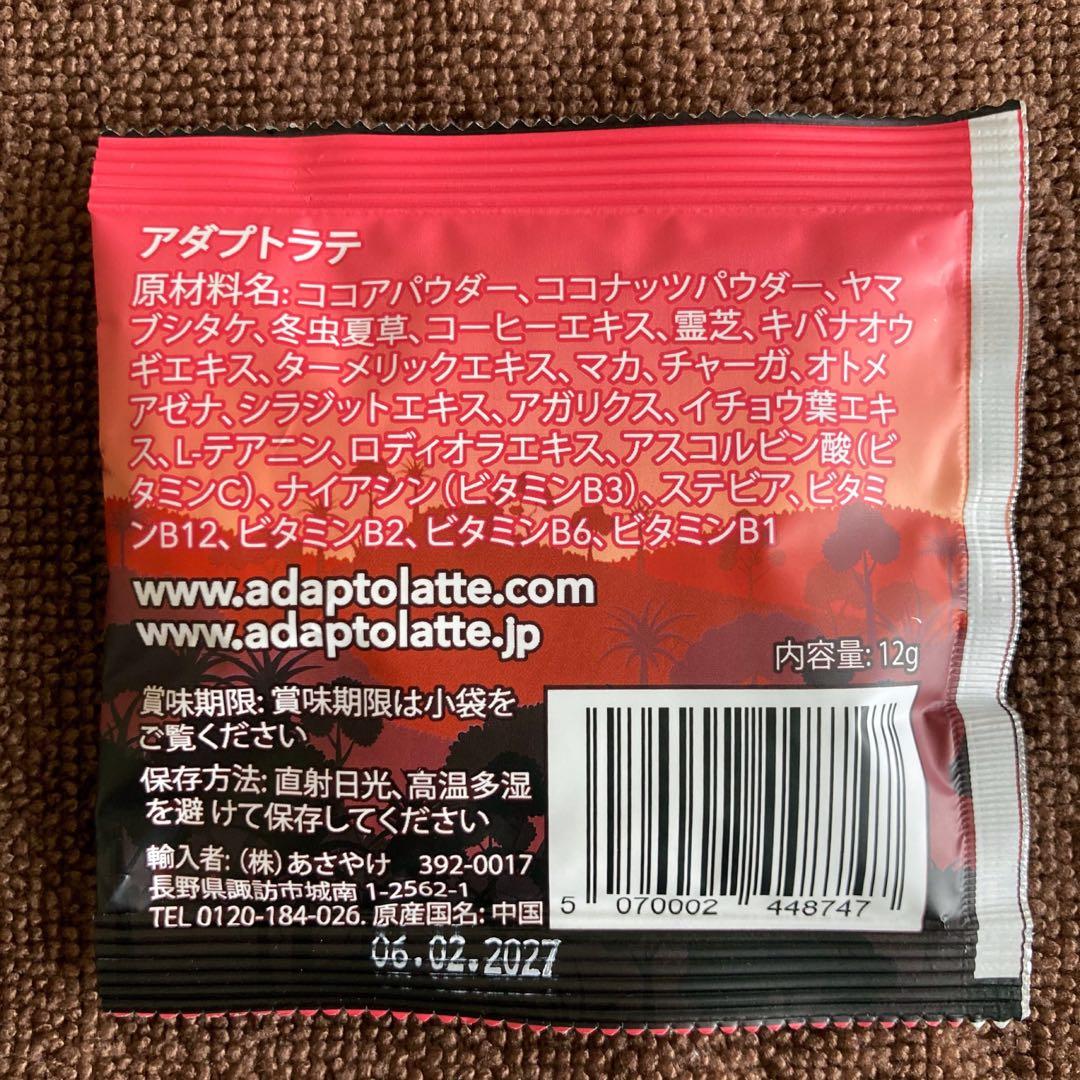 アダプトラテ
原材料名: ココアパウダー、ココナッツパウダー、ヤマ
ブシタケ、冬虫夏草、コーヒーエキス、霊芝、キバナオウ
ギエキス、ターメリックエキス、マカ、チャーガ、オトメ
アゼナ、シラジットエキス、アガリクス、イチョウ葉エキ
ス、L-テアニン、ロディオラエキス、アスコルビン酸(ビ
タミンC)、ナイアシン(ビタミンB3)、ステビア、ビタミ
ンB12、ビタミンB2、ビタミンB6、ビタミンB1
www.adaptolatte.com
www.adaptolatte.jp
内容量: 12g
賞味期限: 賞味期限は小袋を
ご覧ください
保存方法: 直射日光、高温多湿
を避 けて保存してください
輸入者: (株) あさやけ 392-0017
長野県諏訪市城南 1-2562-1
TEL 0120-184-026. 原産国名: 中国
5 070002 448747
06.02.2027